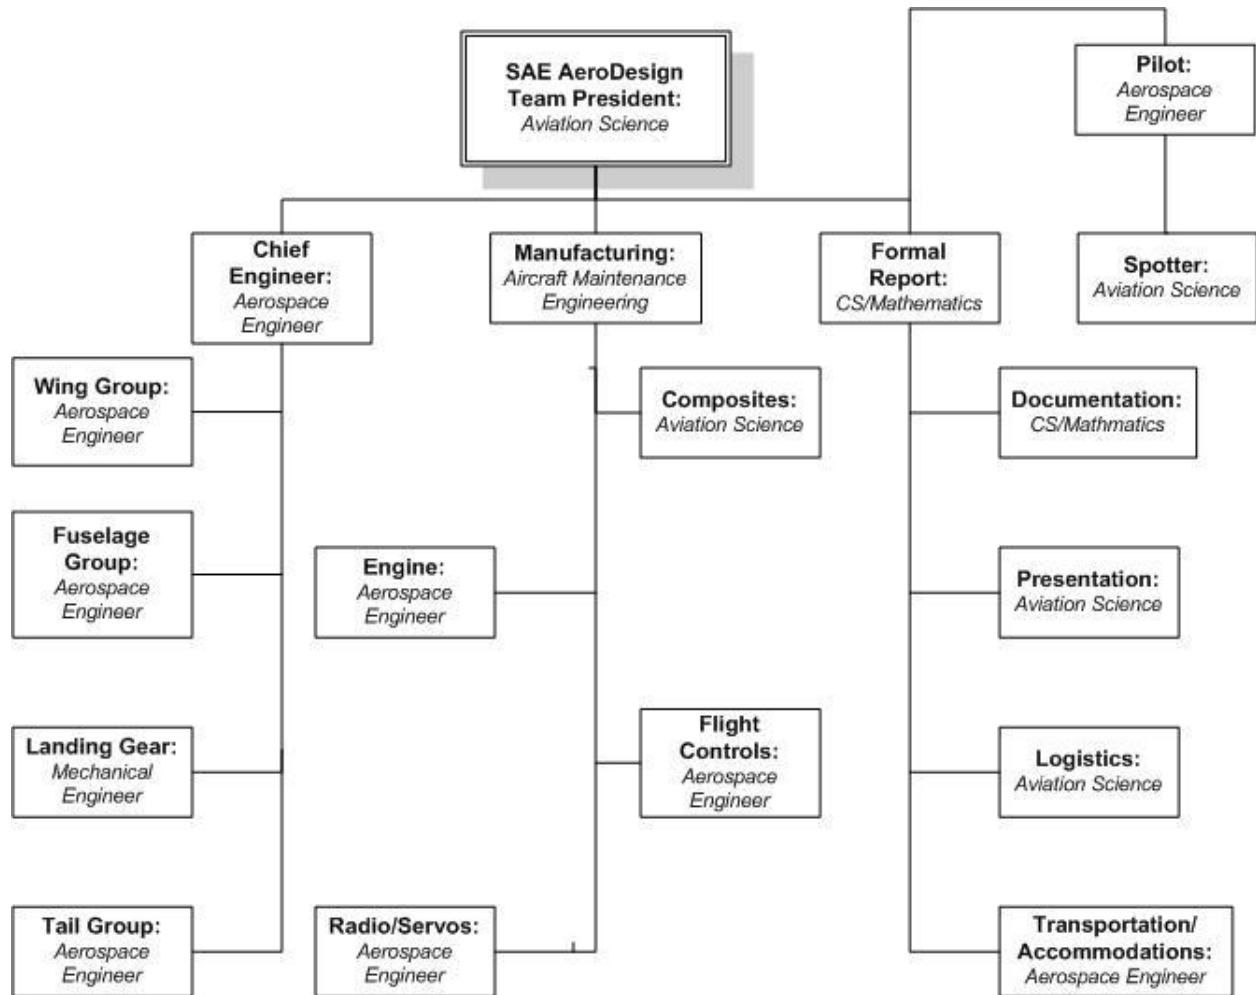 SAE AeroDesign
Team President:
Aviation Science
Pilot:
Aerospace
Engineer
Chief
Engineer:
Aerospace
Engineer
Manufacturing:
Aircraft Maintenance
Engineering
Formal
Report:
CS/Mathematics
Spotter:
Aviation Science
Wing Group:
Aerospace
Engineer
Composites:
Aviation Science
Documentation:
CS/Mathmatics
Fuselage
Group:
Aerospace
Engineer
Engine:
Aerospace
Engineer
Presentation:
Aviation Science
Landing Gear:
Mechanical
Engineer
Flight
Controls:
Aerospace
Engineer
Logistics:
Aviation Science
Tail Group:
Aerospace
Engineer
Radio/Servos:
Aerospace
Engineer
Transportation/
Accommodations:
Aerospace Engineer